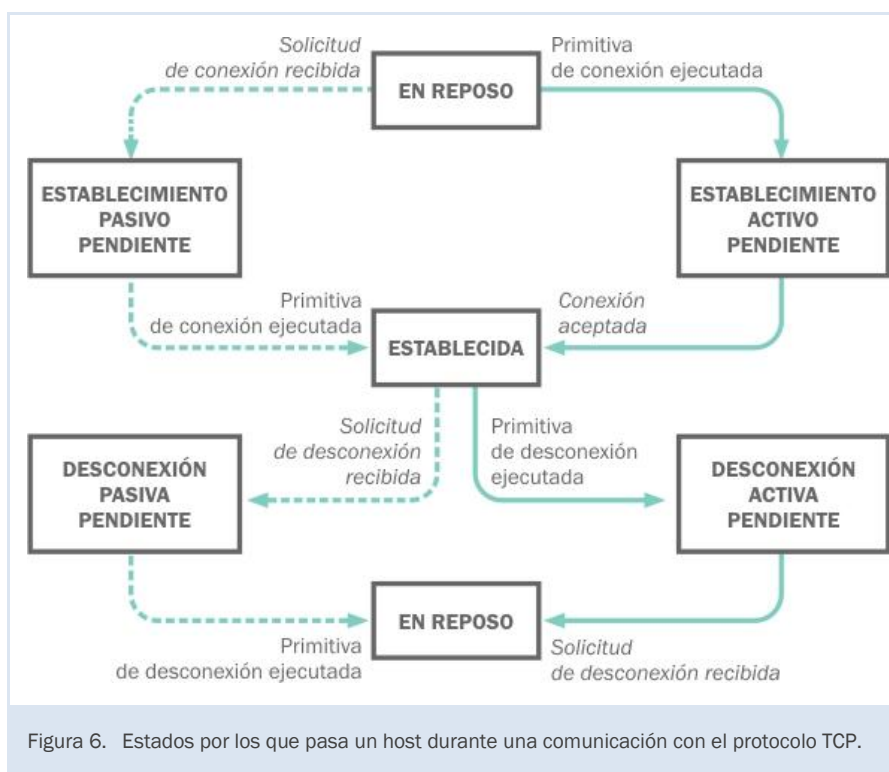 Solicitud
de conexión recibida
Primitiva
de conexión ejecutada
EN REPOSO
ESTABLECIMIENTO
PASIVO
PENDIENTE
ESTABLECIMIENTO
ACTIVO
PENDIENTE
Primitiva
de conexión ejecutada
Conexión
aceptada
ESTABLECIDA
Solicitud
de desconexión
recibida
Primitiva
de desconexión
ejecutada
DESCONEXIÓN
PASIVA
PENDIENTE
DESCONEXIÓN
ACTIVA
PENDIENTE
EN REPOSO
Primitiva
de desconexión ejecutada
Solicitud
de desconexión recibida
Figura 6. Estados por los que pasa un host durante una comunicación con el protocolo TCP.